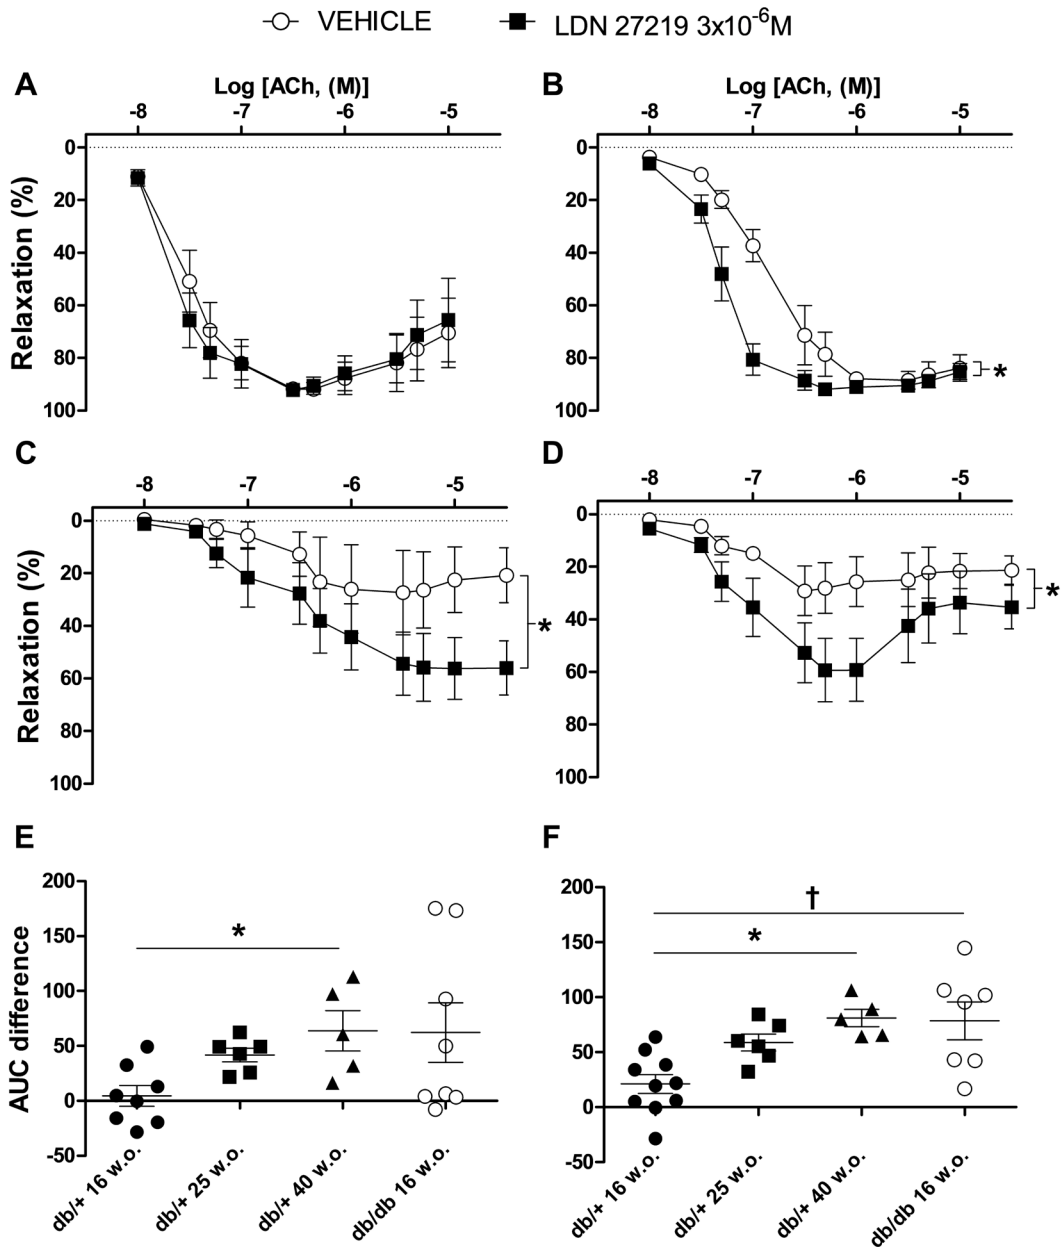 VEHICLE LDN 27219 3x10⁻⁶M
A Log [ACh, (M)] B Log [ACh, (M)]
-8 -7 -6 -5 -8 -7 -6 -5
0 0
20 20
40 40
60 60
80 80
100 100
Relaxation (%)
*
C D
-8 -7 -6 -5 -8 -7 -6 -5
0 0
20 20
40 40
60 60
80 80
100 100
Relaxation (%)
* *
E F
200 200
150 150
100 100
50 50
0 0
-50 -50
AUC difference
* † *
db/+ 16 w.o. db/+ 25 w.o. db/+ 40 w.o. db/db 16 w.o. db/+ 16 w.o. db/+ 25 w.o. db/+ 40 w.o. db/db 16 w.o.